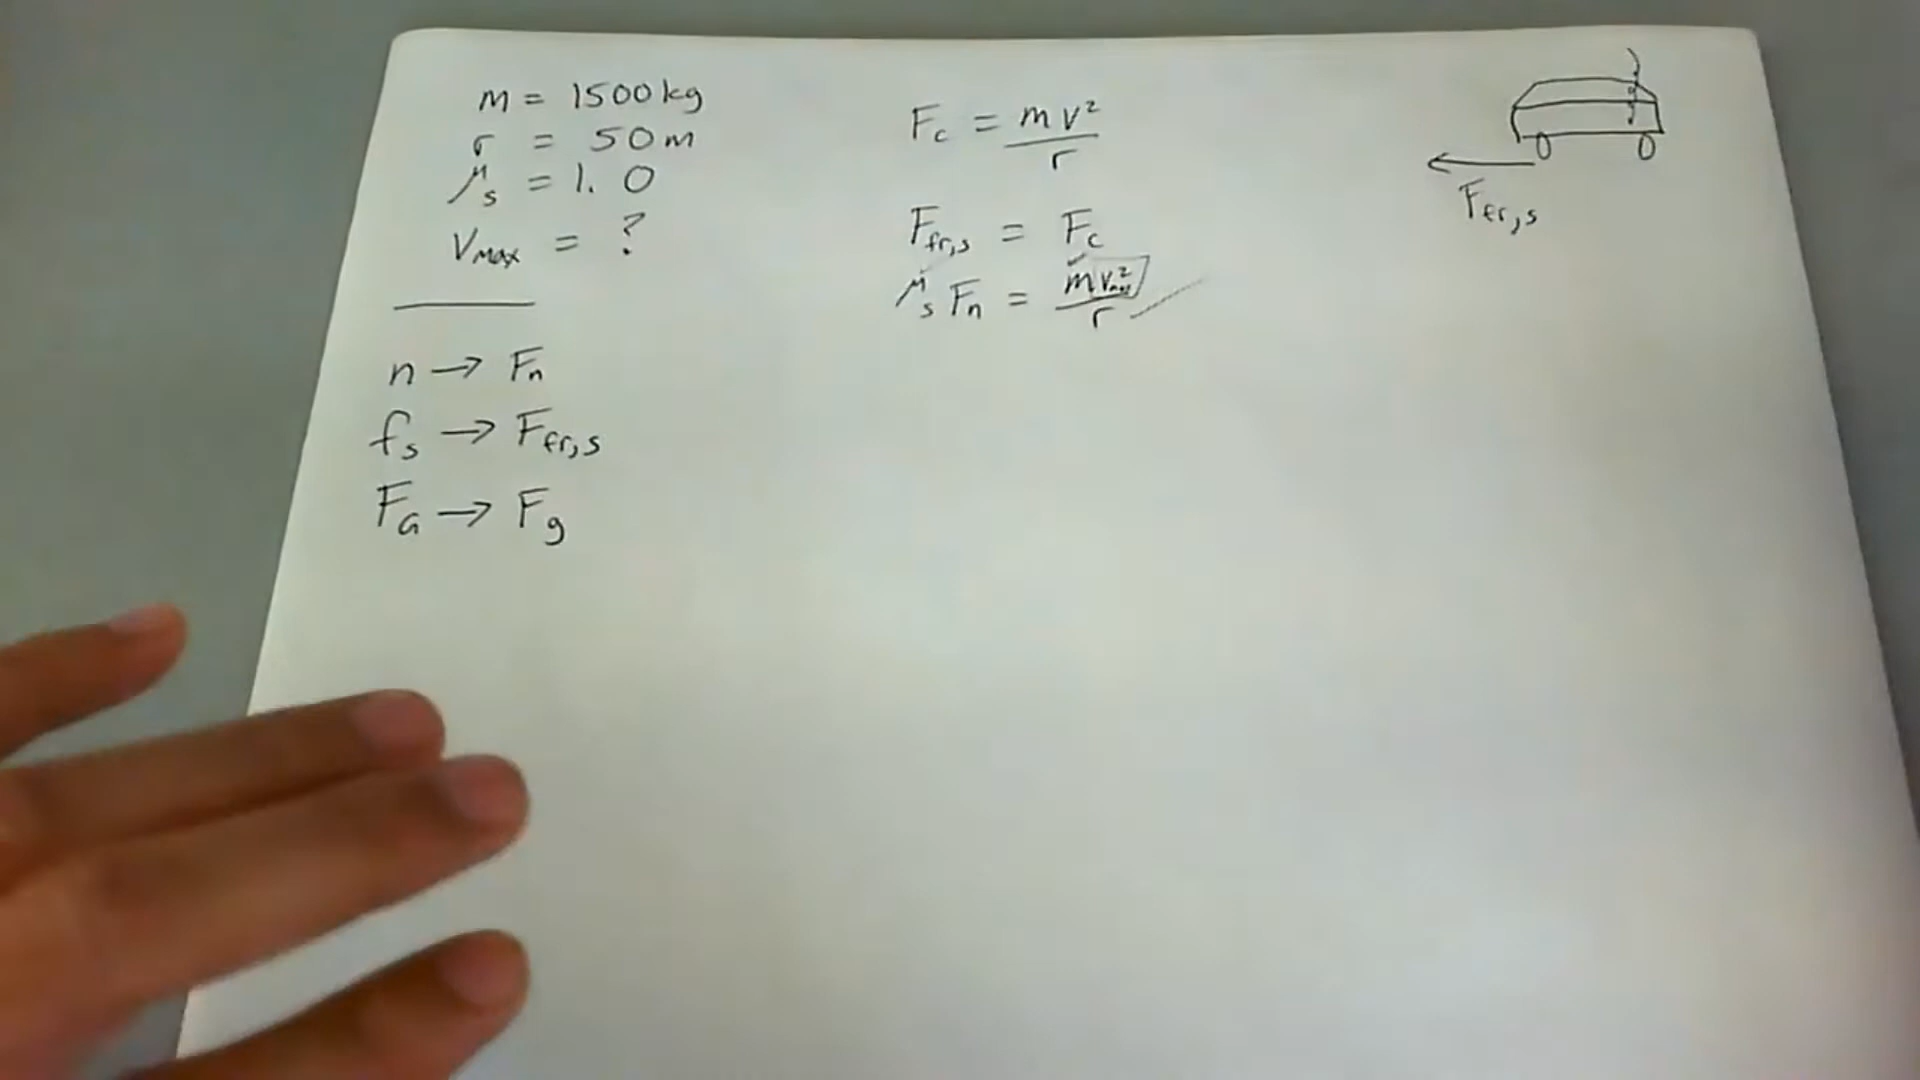 m = 1500 kg
r = 50 m
μs = 1.0
Vmax = ?
n → Fn
fs → Ffr,s
FG → Fg
Fc = mv²/r
Ffr,s = Fc
μs Fn = mvmax²/r
Ffr,s